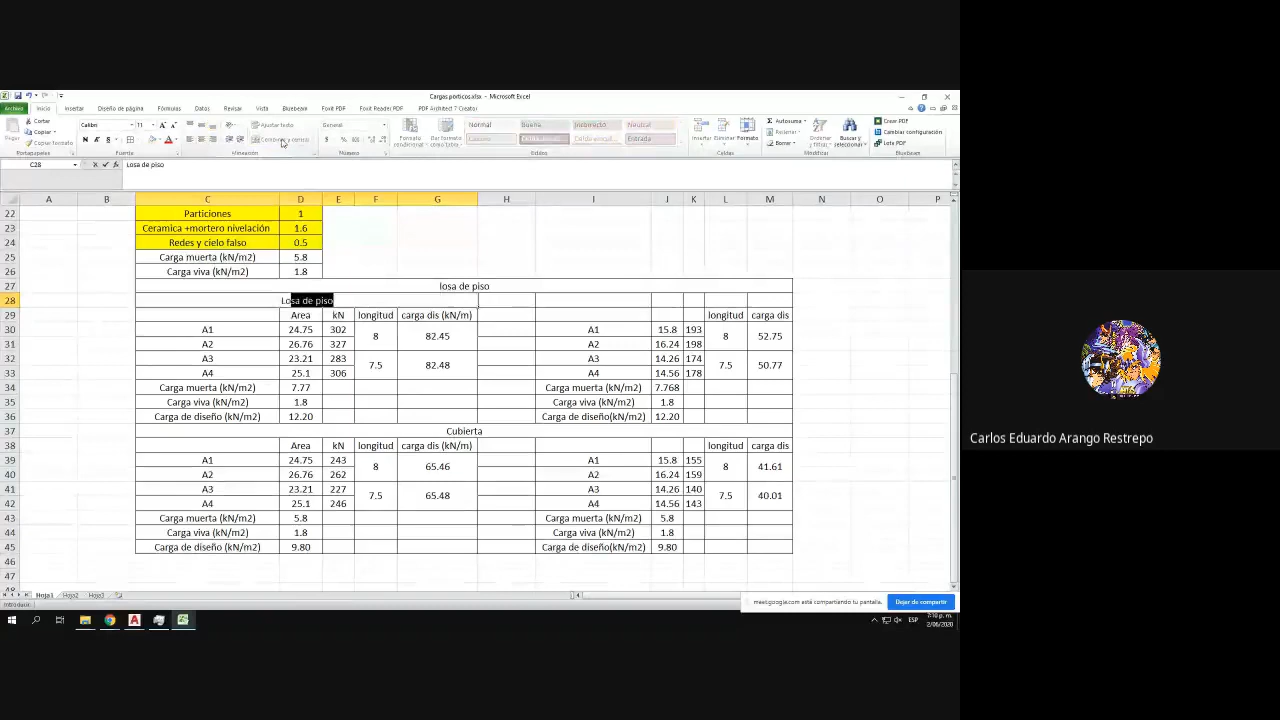 Cargas porticos.xlsx - Microsoft Excel
Archivo Inicio Insertar Diseño de página Fórmulas Datos Revisar Vista Bluebeam Foxit PDF Foxit Reader PDF PDF Architect 7 Creator
Cortar
Copiar
Copiar formato
Pegar
Portapapeles
Calibri 11
Fuente
Ajustar texto
Combinar y centrar
Alineación
General
Número
Formato condicional
Dar formato como tabla
Normal Buena Incorrecto Neutral
Entrada
Estilos
Insertar Eliminar Formato
Celdas
Autosuma
Rellenar
Borrar
Ordenar y filtrar
Buscar y seleccionar
Modificar
Crear PDF
Cambiar configuración
Lote PDF
Bluebeam
C28 Losa de piso
A B C D E F G H I J K L M N O P
22 Particiones 1
23 Ceramica +mortero nivelación 1.6
24 Redes y cielo falso 0.5
25 Carga muerta (kN/m2) 5.8
26 Carga viva (kN/m2) 1.8
27 losa de piso
28 Losa de piso
29 Area kN longitud carga dis (kN/m) longitud carga dis
30 A1 24.75 302 8 82.45 A1 15.8 193 8 52.75
31 A2 26.76 327 A2 16.24 198
32 A3 23.21 283 7.5 82.48 A3 14.26 174 7.5 50.77
33 A4 25.1 306 A4 14.56 178
34 Carga muerta (kN/m2) 7.77 Carga muerta (kN/m2) 7.768
35 Carga viva (kN/m2) 1.8 Carga viva (kN/m2) 1.8
36 Carga de diseño (kN/m2) 12.20 Carga de diseño(kN/m2) 12.20
37 Cubierta
38 Area kN longitud carga dis (kN/m) longitud carga dis
39 A1 24.75 243 8 65.46 A1 15.8 155 8 41.61
40 A2 26.76 262 A2 16.24 159
41 A3 23.21 227 7.5 65.48 A3 14.26 140 7.5 40.01
42 A4 25.1 246 A4 14.56 143
43 Carga muerta (kN/m2) 5.8 Carga muerta (kN/m2) 5.8
44 Carga viva (kN/m2) 1.8 Carga viva (kN/m2) 1.8
45 Carga de diseño (kN/m2) 9.80 Carga de diseño(kN/m2) 9.80
46
47
Hoja1 Hoja2 Hoja3
Introducir
meet.google.com está compartiendo tu pantalla. Dejar de compartir
ESP
7:10 p. m.
2/06/2020
Carlos Eduardo Arango Restrepo